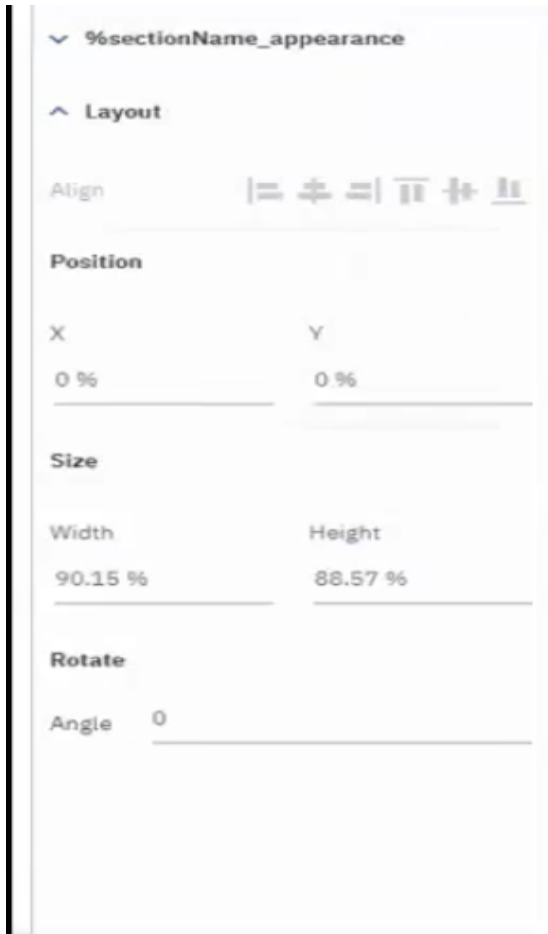 %sectionName_appearance
Layout
Align
Position
X Y
0 % 0 %
Size
Width Height
90.15 % 88.57 %
Rotate
Angle 0